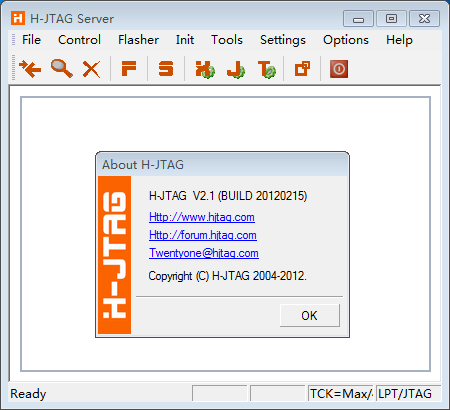 H-JTAG Server
File Control Flasher Init Tools Settings Options Help
About H-JTAG
H-JTAG
H-JTAG V2.1 (BUILD 20120215)
Http://www.hjtag.com
Http://forum.hjtag.com
Twentyone@hjtag.com
Copyright (C) H-JTAG 2004-2012.
OK
Ready TCK=Max/ LPT/JTAG